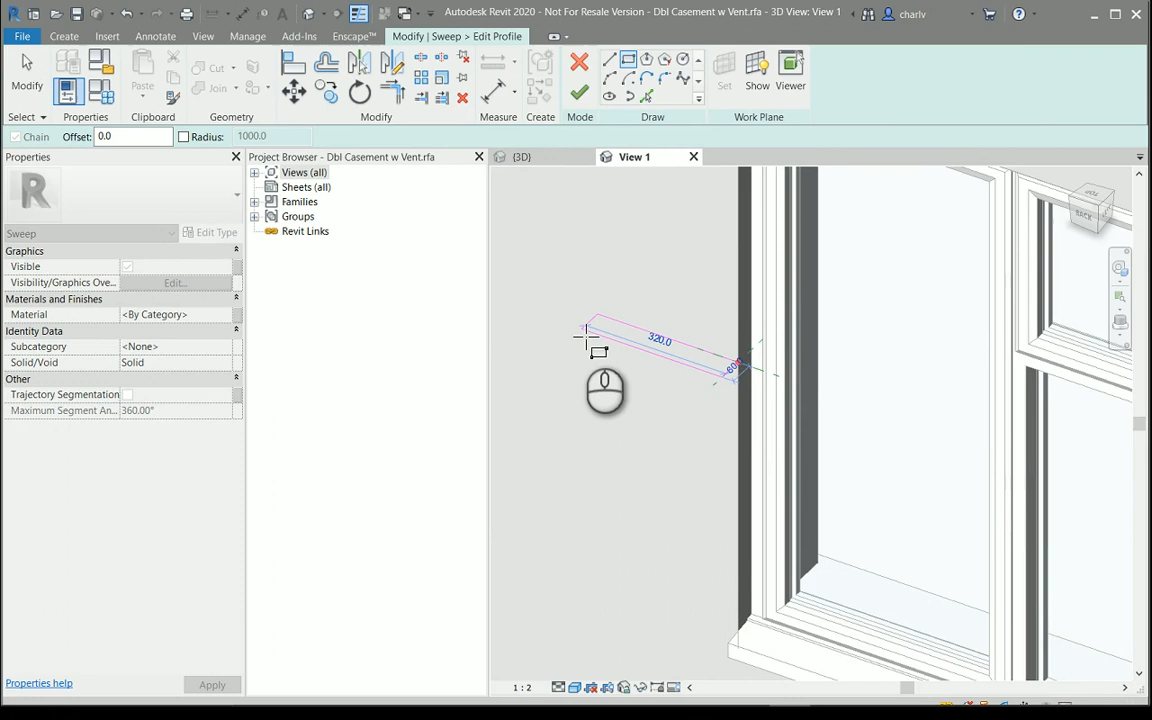 Autodesk Revit 2020 - Not For Resale Version - Dbl Casement w Vent.rfa - 3D View: View 1
charlv
File Create Insert Annotate View Manage Add-Ins Enscape™ Modify | Sweep > Edit Profile
Modify
Paste
Cut
Join
Set Show Viewer
Select Properties Clipboard Geometry Modify Measure Create Mode Draw Work Plane
Chain Offset: 0.0 Radius: 1000.0
Properties
Project Browser - Dbl Casement w Vent.rfa
(3D)
View 1
Views (all)
Sheets (all)
Families
Groups
Revit Links
Sweep Edit Type
Graphics
Visible
Visibility/Graphics Ove... Edit...
Materials and Finishes
Material <By Category>
Identity Data
Subcategory <None>
Solid/Void Solid
Other
Trajectory Segmentation
Maximum Segment An... 360.00°
TOP
BACK
320.0
Properties help Apply
1 : 2